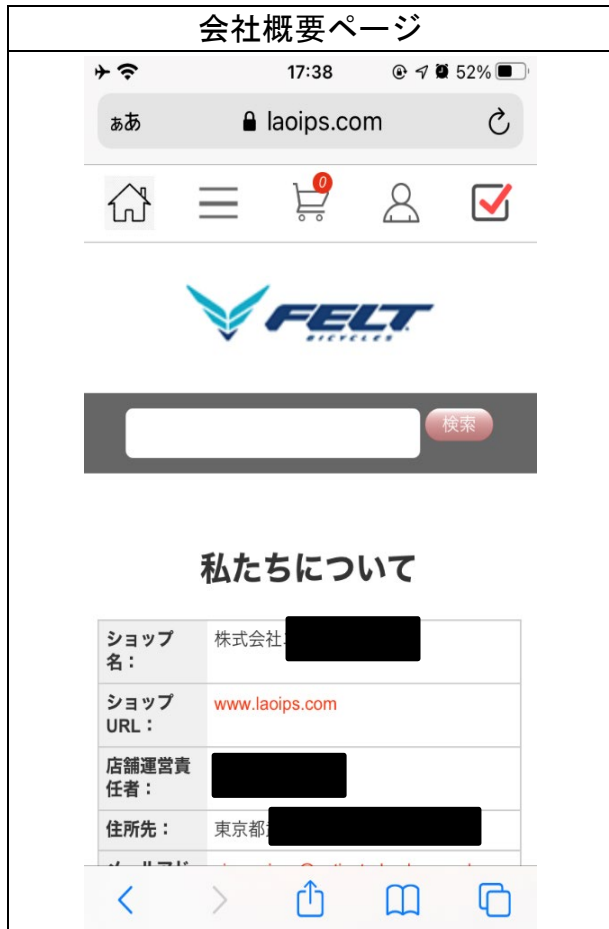 会社概要ページ
17:38
52%
ぁあ
laoips.com
0
FELT
BICYCLES
検索
私たちについて
ショップ
名：
株式会社
ショップ
URL：
www.laoips.com
店舗運営責
任者：
住所先：
東京都